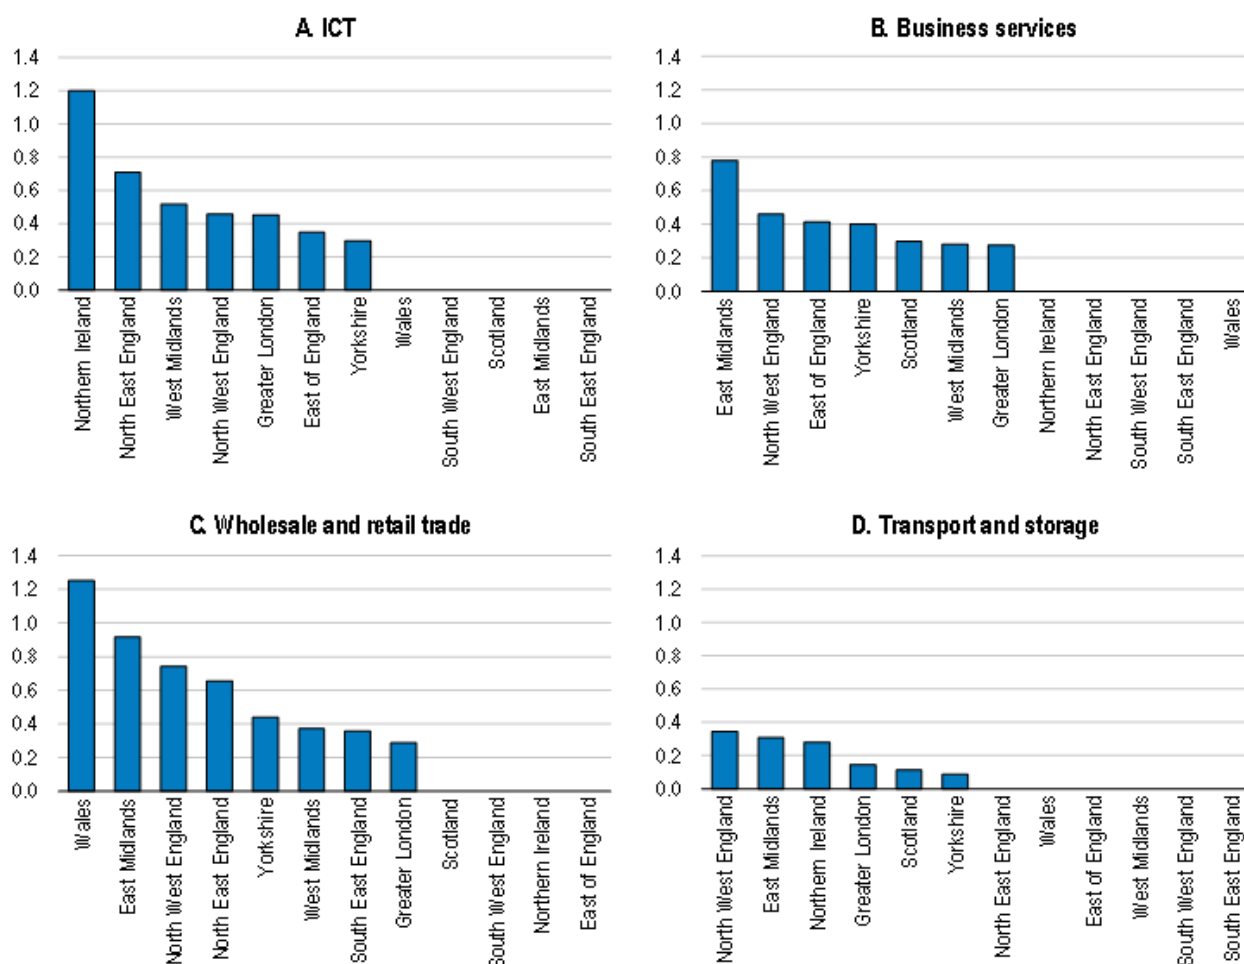 A. ICT
1.4
1.2
1.0
0.8
0.6
0.4
0.2
0.0
Northern Ireland
North East England
West Midlands
North West England
Greater London
East of England
Yorkshire
Wales
South West England
Scotland
East Midlands
South East England
B. Business services
1.4
1.2
1.0
0.8
0.6
0.4
0.2
0.0
East Midlands
North West England
East of England
Yorkshire
Scotland
West Midlands
Greater London
Northern Ireland
North East England
South West England
South East England
Wales
C. Wholesale and retail trade
1.4
1.2
1.0
0.8
0.6
0.4
0.2
0.0
Wales
East Midlands
North West England
North East England
Yorkshire
West Midlands
South East England
Greater London
Scotland
South West England
Northern Ireland
East of England
D. Transport and storage
1.4
1.2
1.0
0.8
0.6
0.4
0.2
0.0
North West England
East Midlands
Northern Ireland
Greater London
Scotland
Yorkshire
North East England
Wales
East of England
West Midlands
South West England
South East England